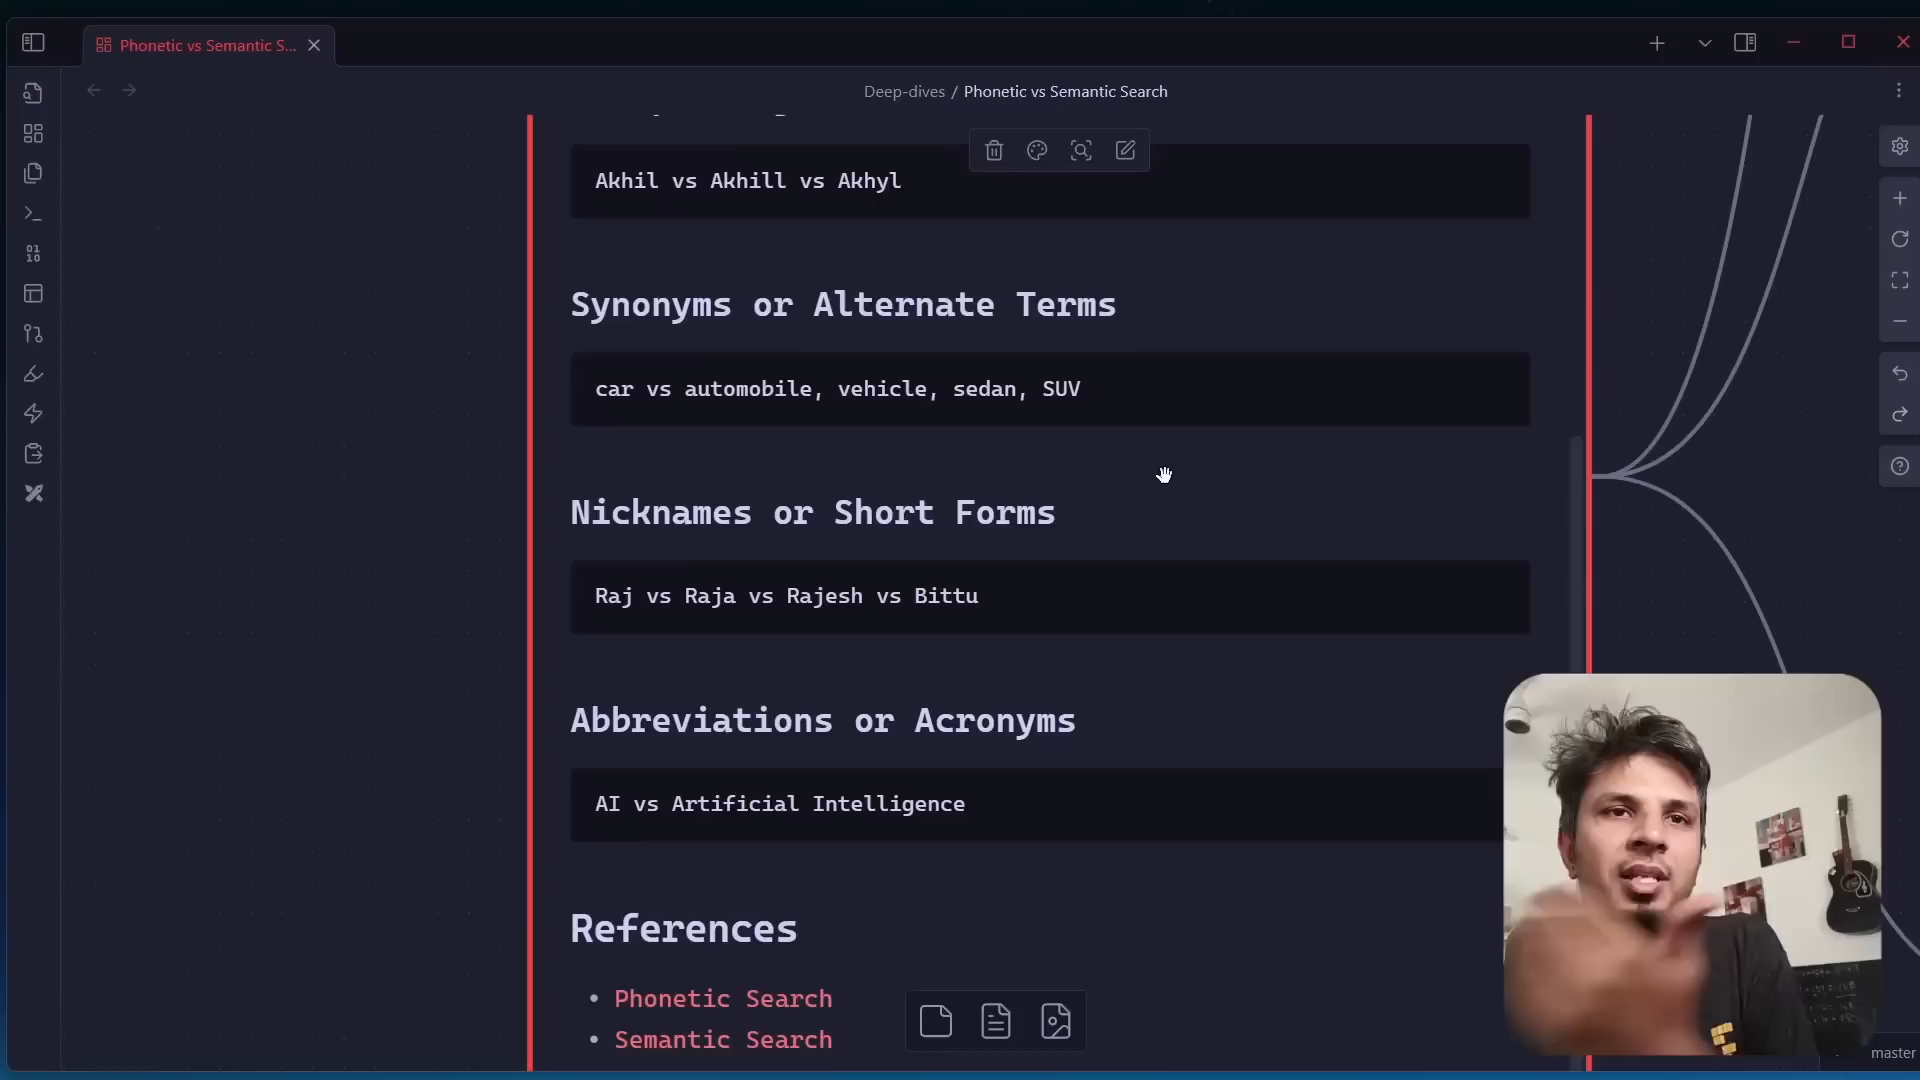 Phonetic vs Semantic S...
Deep-dives / Phonetic vs Semantic Search
Akhil vs Akhill vs Akhyl
Synonyms or Alternate Terms
car vs automobile, vehicle, sedan, SUV
Nicknames or Short Forms
Raj vs Raja vs Rajesh vs Bittu
Abbreviations or Acronyms
AI vs Artificial Intelligence
References
• Phonetic Search
• Semantic Search
master